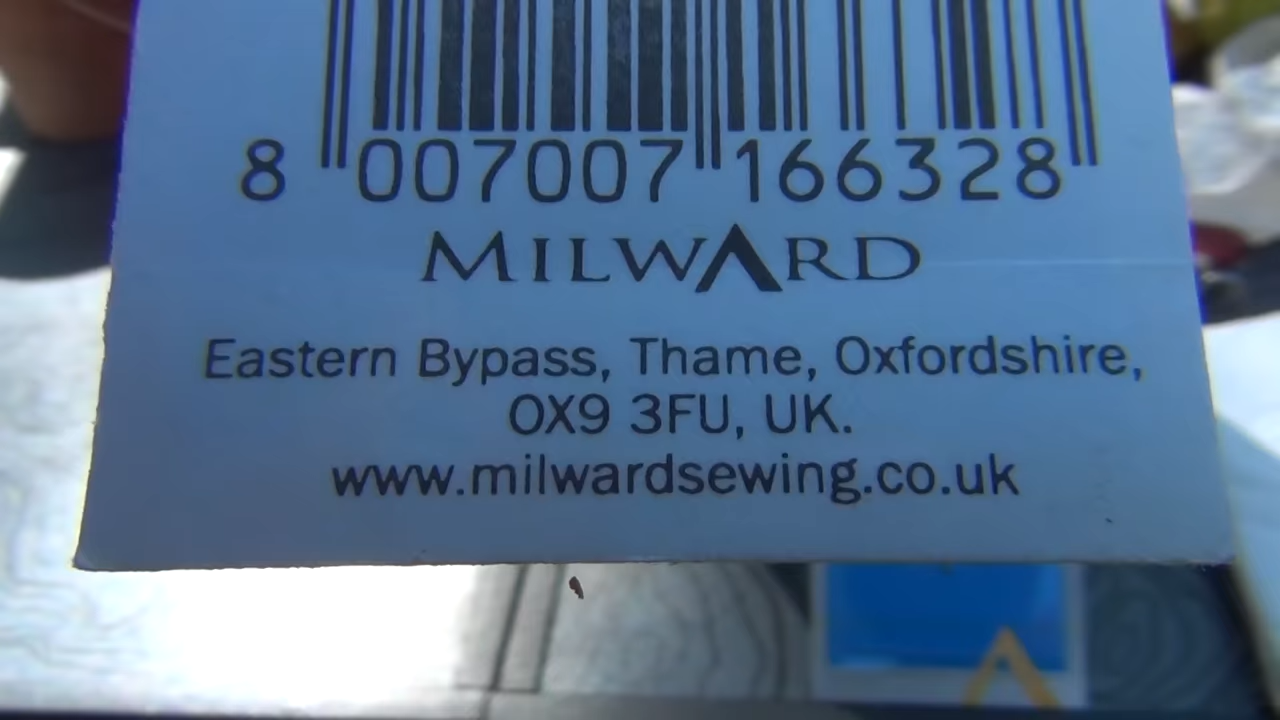 8 007007 166328
MILWARD
Eastern Bypass, Thame, Oxfordshire,
OX9 3FU, UK.
www.milwardsewing.co.uk